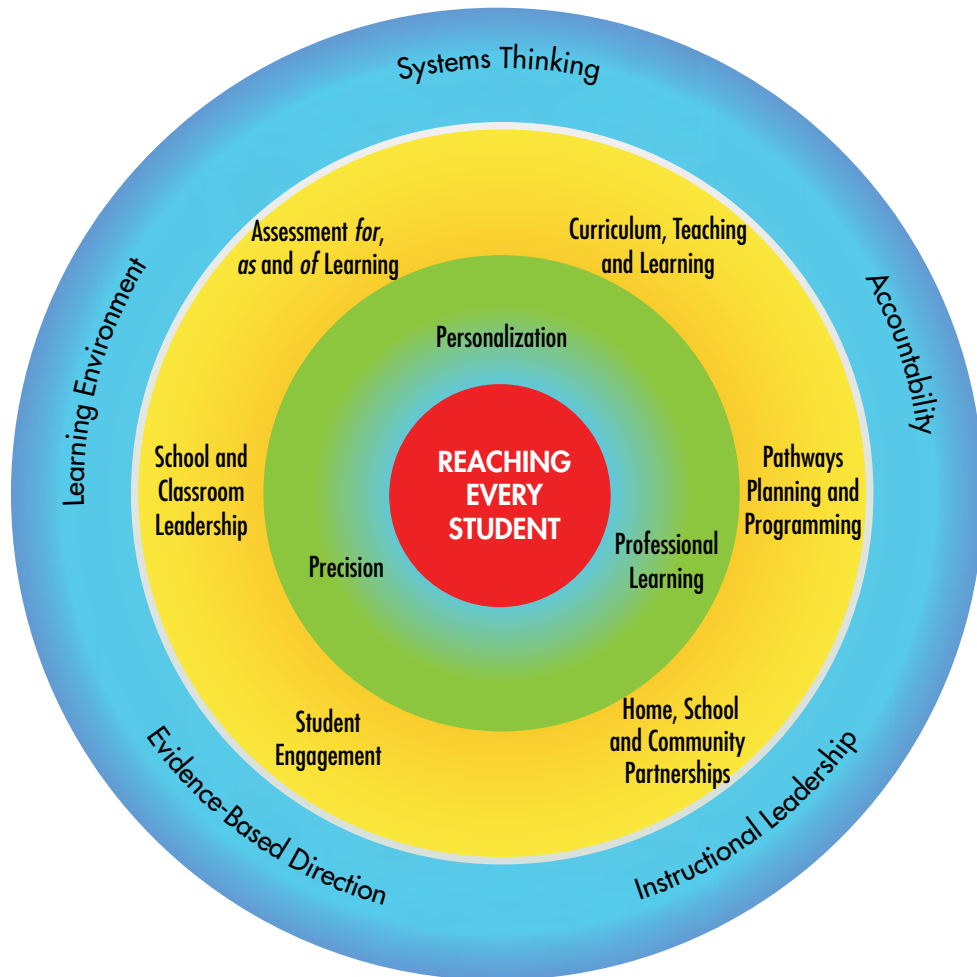 Systems Thinking
Accountability
Instructional Leadership
Evidence-Based Direction
Learning Environment
Assessment for,
as and of Learning
Curriculum, Teaching
and Learning
Pathways
Planning and
Programming
Home, School
and Community
Partnerships
Student
Engagement
School and
Classroom
Leadership
Personalization
Professional
Learning
Precision
REACHING
EVERY
STUDENT